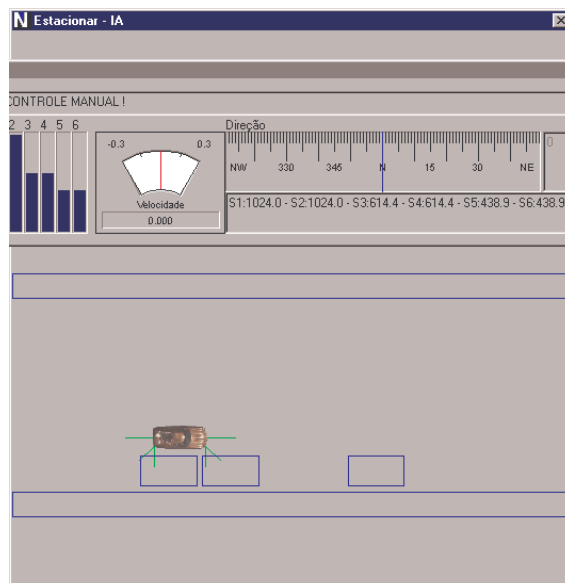 N Estacionar - IA
CONTROLE MANUAL !
2 3 4 5 6
-0.3 0.3
Velocidade
0.000
Direção
NW 330 345 N 15 30 NE
0
S1:1024.0 - S2:1024.0 - S3:614.4 - S4:614.4 - S5:438.9 - S6:438.9